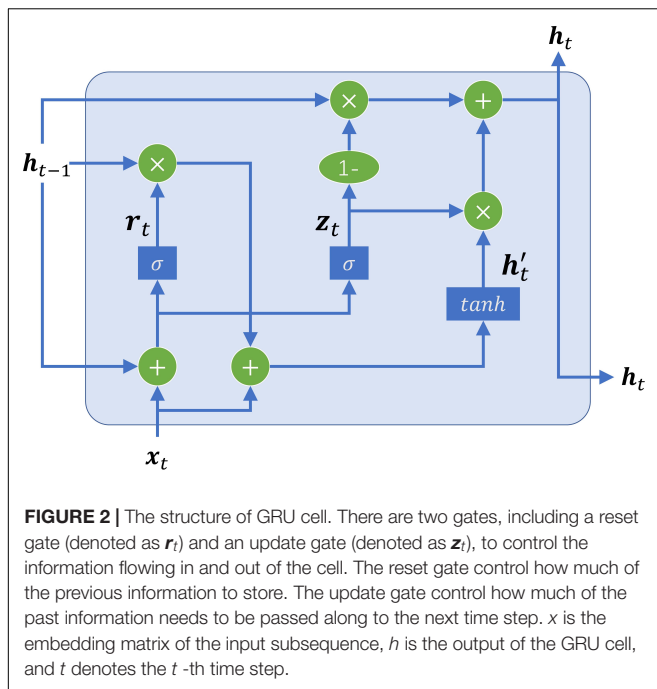 h_t
× +
h_{t−1} × 1-
r_t z_t ×
σ σ h′_t
tanh
+ +
h_t
x_t
FIGURE 2 | The structure of GRU cell. There are two gates, including a reset
gate (denoted as r_t) and an update gate (denoted as z_t), to control the
information flowing in and out of the cell. The reset gate control how much of
the previous information to store. The update gate control how much of the
past information needs to be passed along to the next time step. x is the
embedding matrix of the input subsequence, h is the output of the GRU cell,
and t denotes the t -th time step.